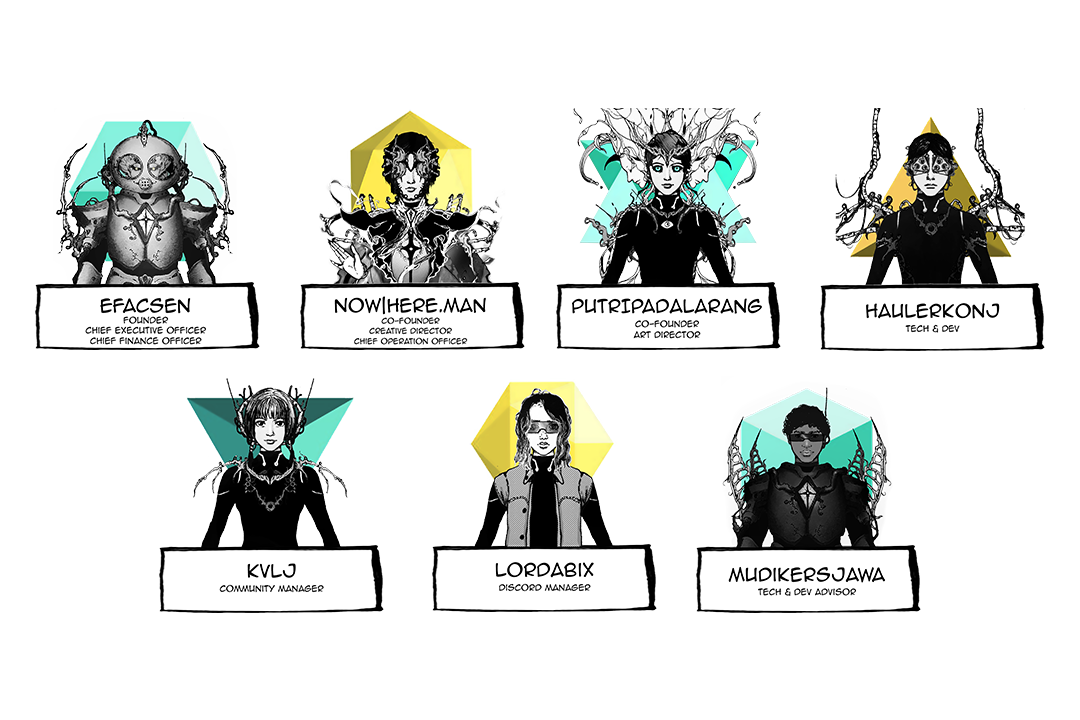 EFACSEN
FOUNDER
CHIEF EXECUTIVE OFFICER
CHIEF FINANCE OFFICER
NOW|HERE.MAN
CO-FOUNDER
CREATIVE DIRECTOR
CHIEF OPERATION OFFICER
PUTRIPADALARANG
CO-FOUNDER
ART DIRECTOR
HAULERKONJ
TECH & DEV
KVLJ
COMMUNITY MANAGER
LORDABIX
DISCORD MANAGER
MUDIKERSJAWA
TECH & DEV ADVISOR